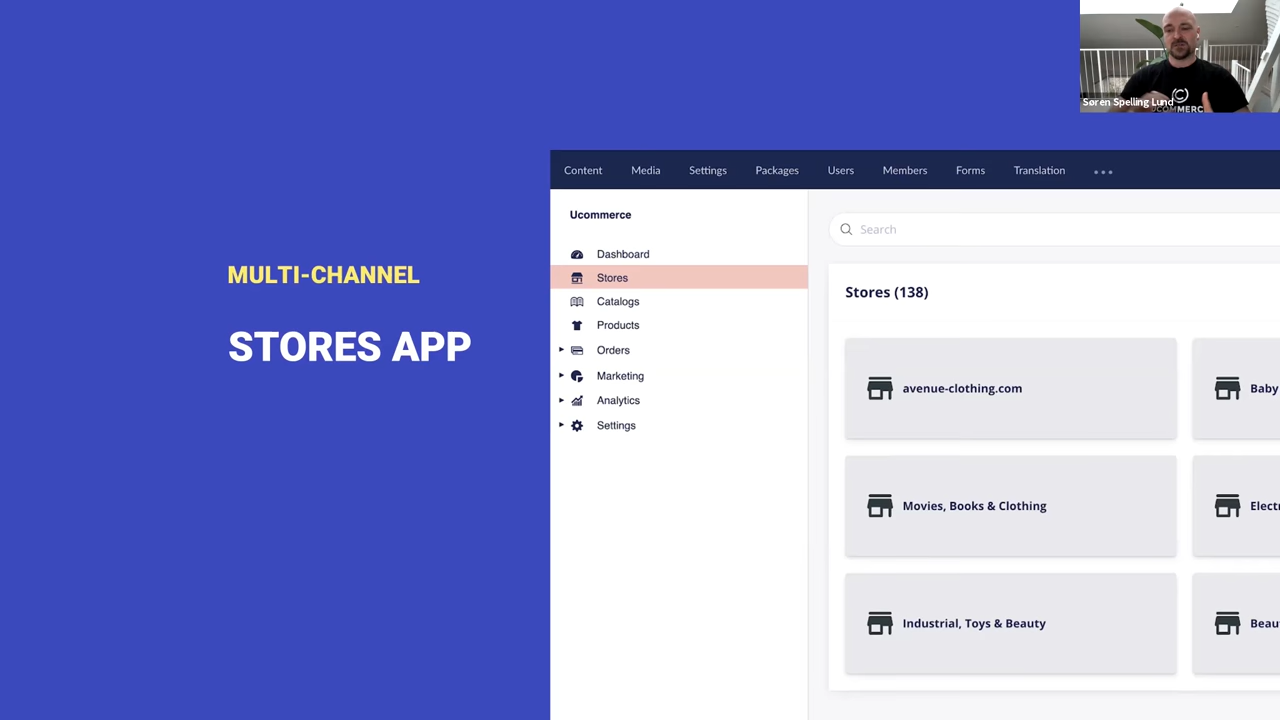 Søren Spelling Lund
COMMERC
MULTI-CHANNEL
STORES APP
Content Media Settings Packages Users Members Forms Translation
Ucommerce
Dashboard
Stores
Catalogs
Products
Orders
Marketing
Analytics
Settings
Search
Stores (138)
avenue-clothing.com
Baby
Movies, Books & Clothing
Electr
Industrial, Toys & Beauty
Beau